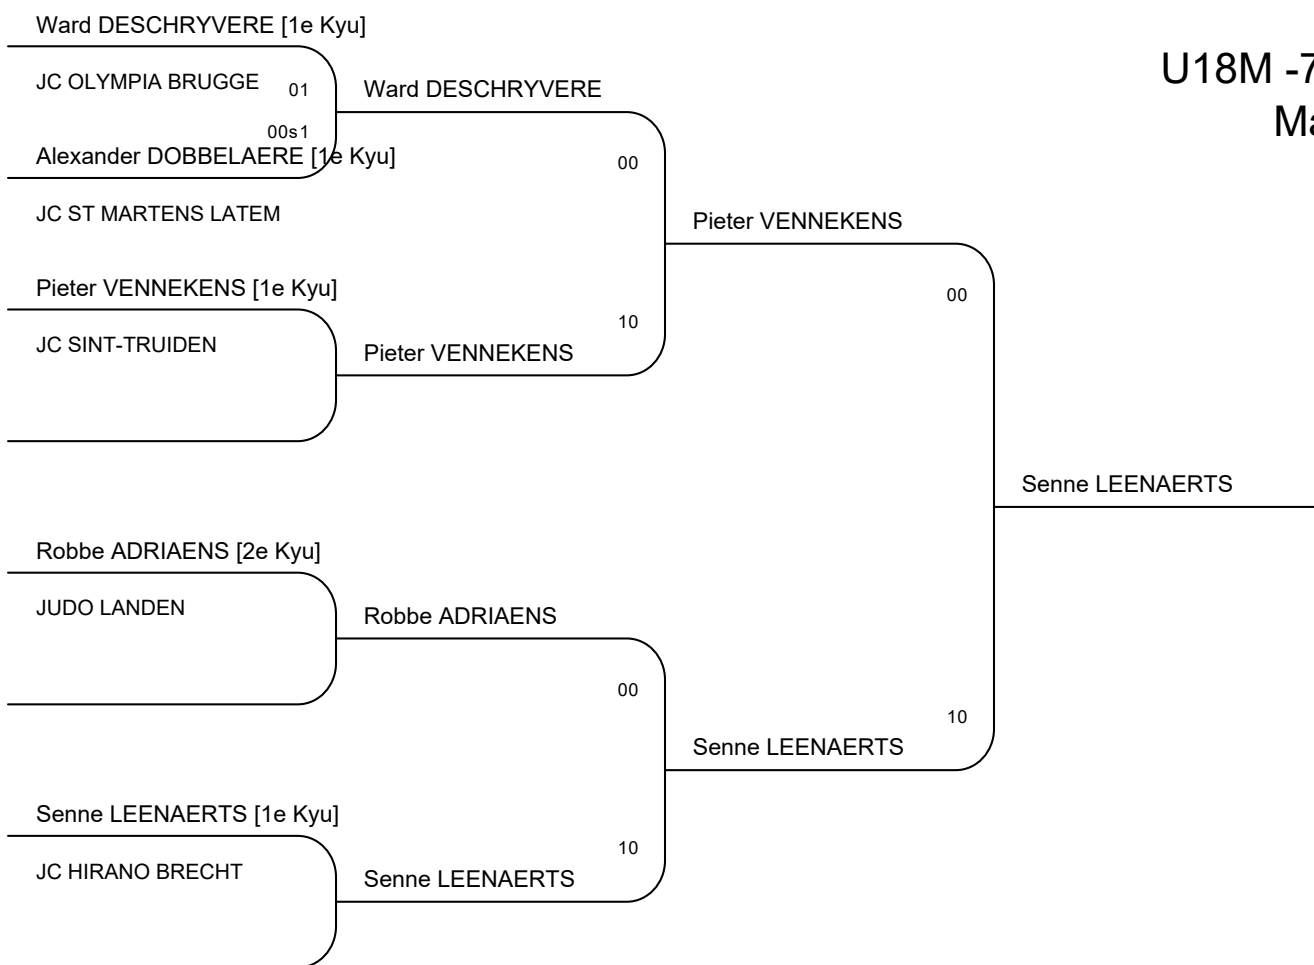 Ward DESCHRYVERE [1e Kyu]
U18M -7
Ma
JC OLYMPIA BRUGGE
01
Ward DESCHRYVERE
00s1
Alexander DOBBELAERE [1e Kyu]
00
JC ST MARTENS LATEM
Pieter VENNEKENS
Pieter VENNEKENS [1e Kyu]
00
10
JC SINT-TRUIDEN
Pieter VENNEKENS
Senne LEENAERTS
Robbe ADRIAENS [2e Kyu]
JUDO LANDEN
Robbe ADRIAENS
00
10
Senne LEENAERTS
Senne LEENAERTS [1e Kyu]
10
JC HIRANO BRECHT
Senne LEENAERTS